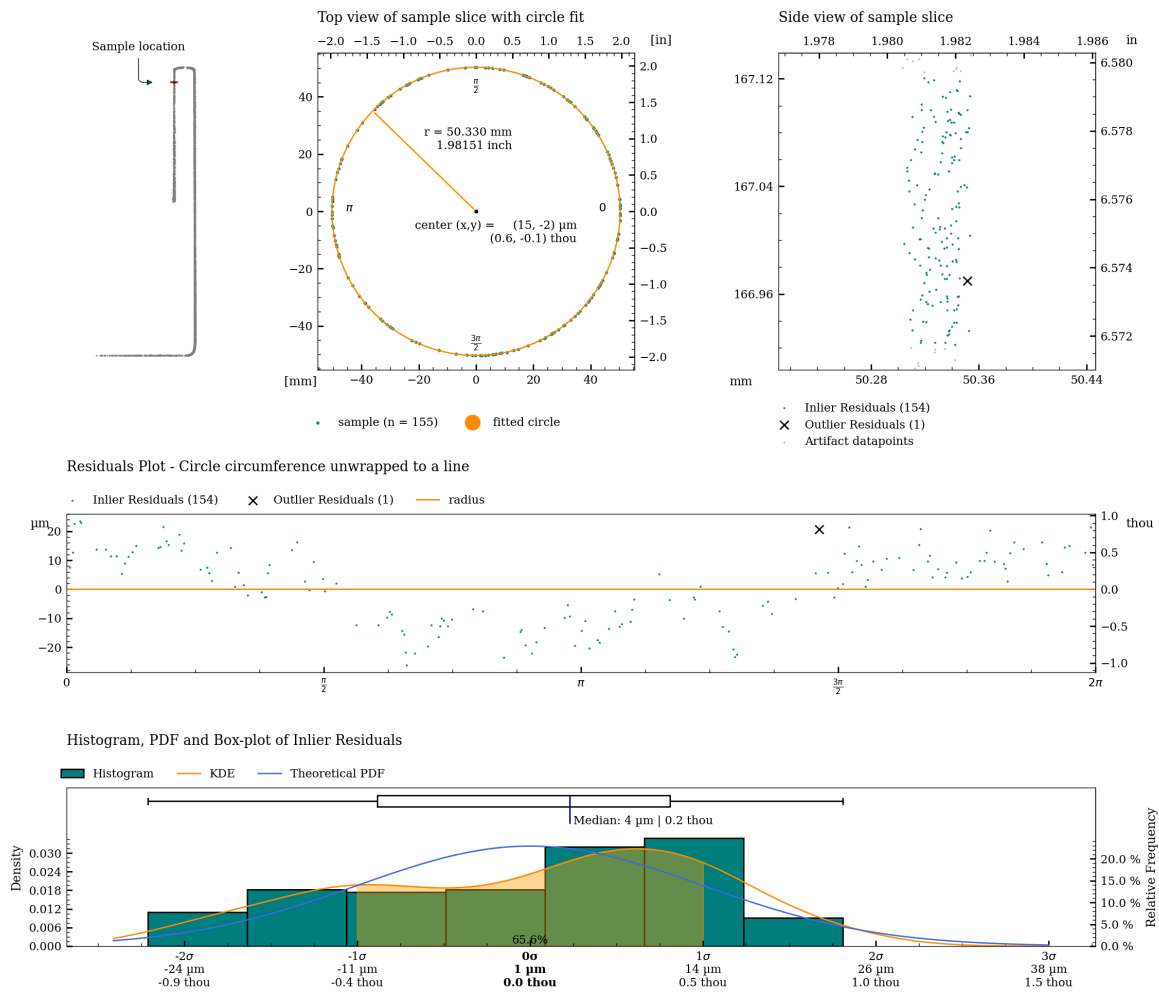 Sample location
Top view of sample slice with circle fit
−2.0 −1.5 −1.0 −0.5 0.0 0.5 1.0 1.5 2.0 [in]
40
20
0
−20
−40
2.0
1.5
1.0
0.5
0.0
−0.5
−1.0
−1.5
−2.0
π/2
r = 50.330 mm
1.98151 inch
π
0
center (x,y) = (15, -2) µm
(0.6, -0.1) thou
3π/2
[mm] −40 −20 0 20 40
sample (n = 155) fitted circle
Side view of sample slice
1.978 1.980 1.982 1.984 1.986 in
167.12
167.04
166.96
6.580
6.578
6.576
6.574
6.572
mm 50.28 50.36 50.44
Inlier Residuals (154)
Outlier Residuals (1)
Artifact datapoints
Residuals Plot - Circle circumference unwrapped to a line
Inlier Residuals (154) Outlier Residuals (1) radius
µm
20
10
0
−10
−20
thou
1.0
0.5
0.0
−0.5
−1.0
0 π/2 π 3π/2 2π
Histogram, PDF and Box-plot of Inlier Residuals
Histogram KDE Theoretical PDF
Median: 4 µm | 0.2 thou
Density
0.030
0.024
0.018
0.012
0.006
0.000
Relative Frequency
20.0 %
15.0 %
10.0 %
5.0 %
0.0 %
65.6%
-2σ -1σ 0σ 1σ 2σ 3σ
-24 µm -11 µm 1 µm 14 µm 26 µm 38 µm
-0.9 thou -0.4 thou 0.0 thou 0.5 thou 1.0 thou 1.5 thou